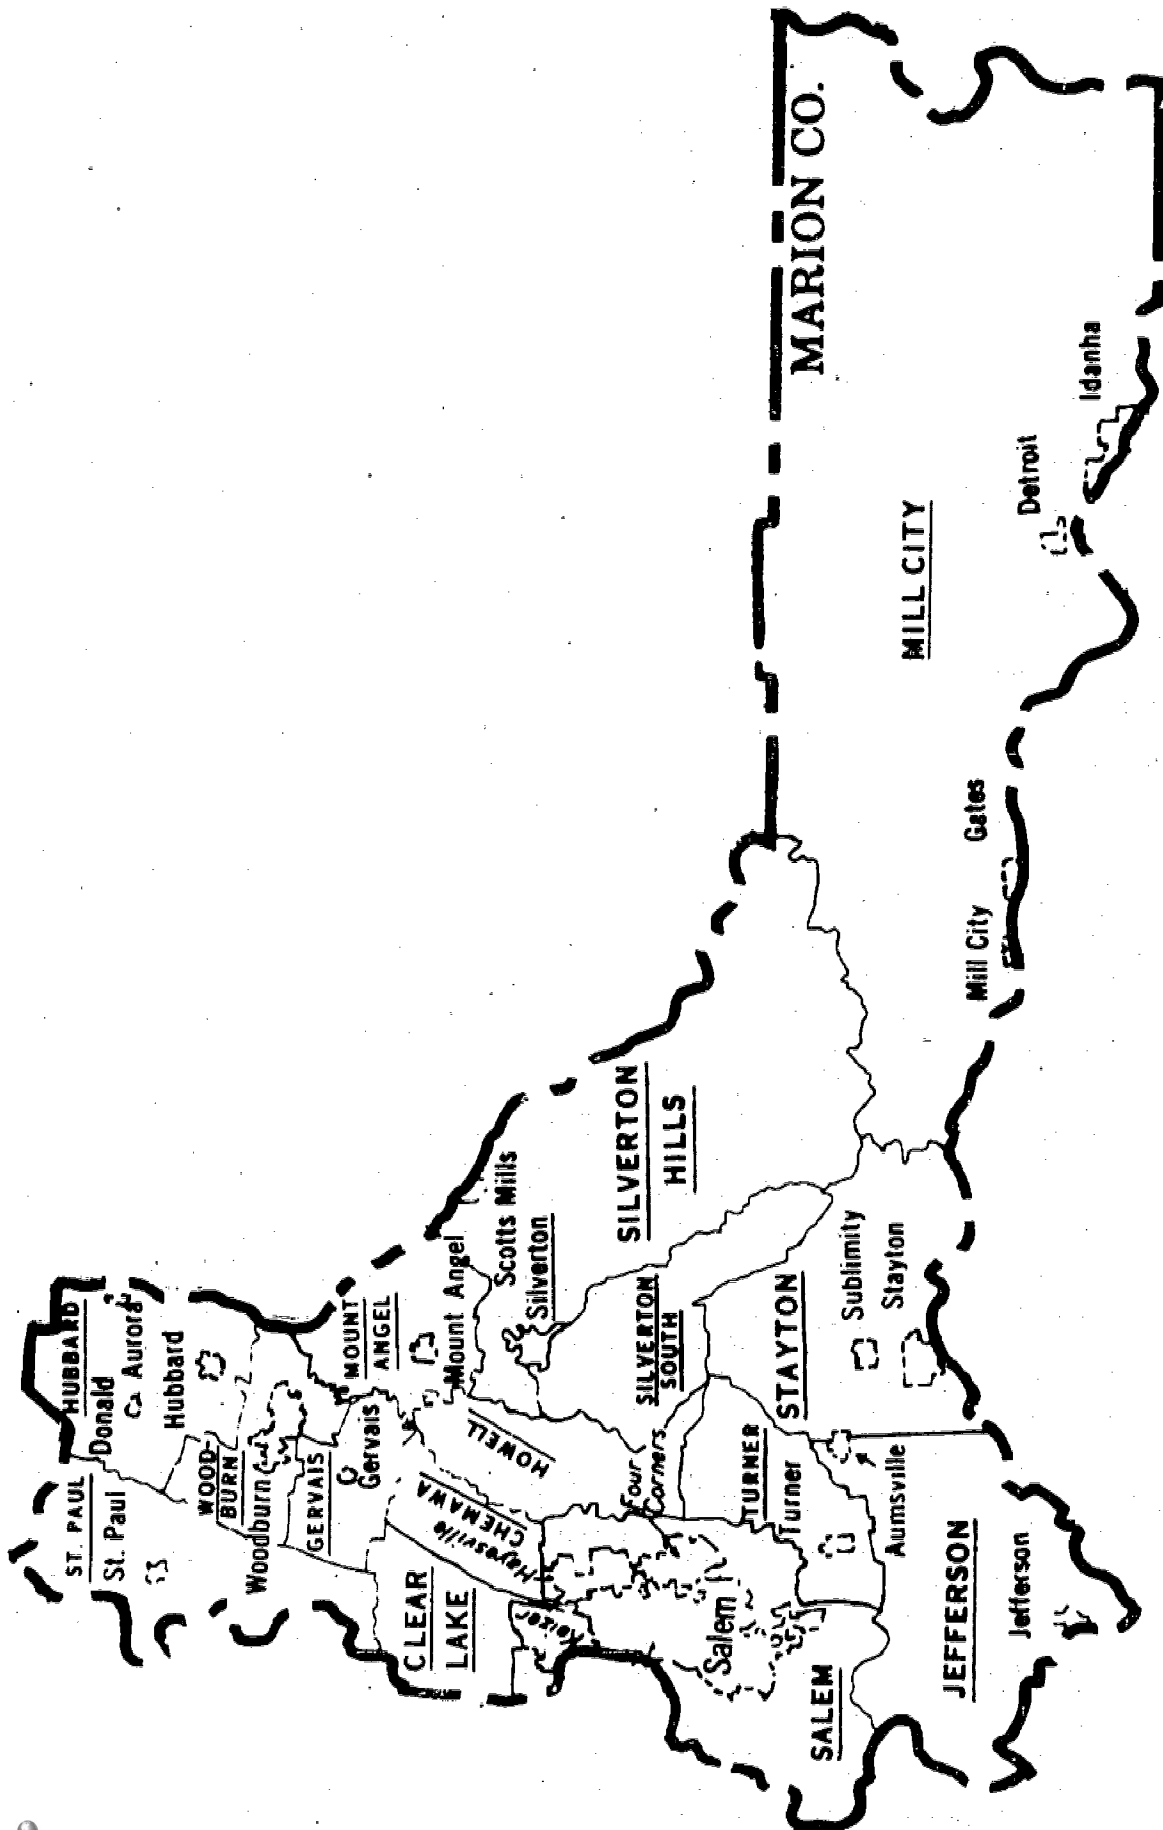 MARION CO.
HUBBARD
Donald
Aurora
Hubbard
ST. PAUL
St. Paul
WOOD-
BURN
Woodburn
GERVAIS
Gervais
MOUNT
ANGEL
Mount Angel
Scotts Mills
Silverton
HOWELL
CHEMAWA
Hayesville
CLEAR
LAKE
Keizer
Four
Corners
SILVERTON
HILLS
SILVERTON
SOUTH
STAYTON
Sublimity
Stayton
TURNER
Turner
Aumsville
Salem
SALEM
JEFFERSON
Jefferson
MILL CITY
Mill City
Gates
Detroit
Idanha